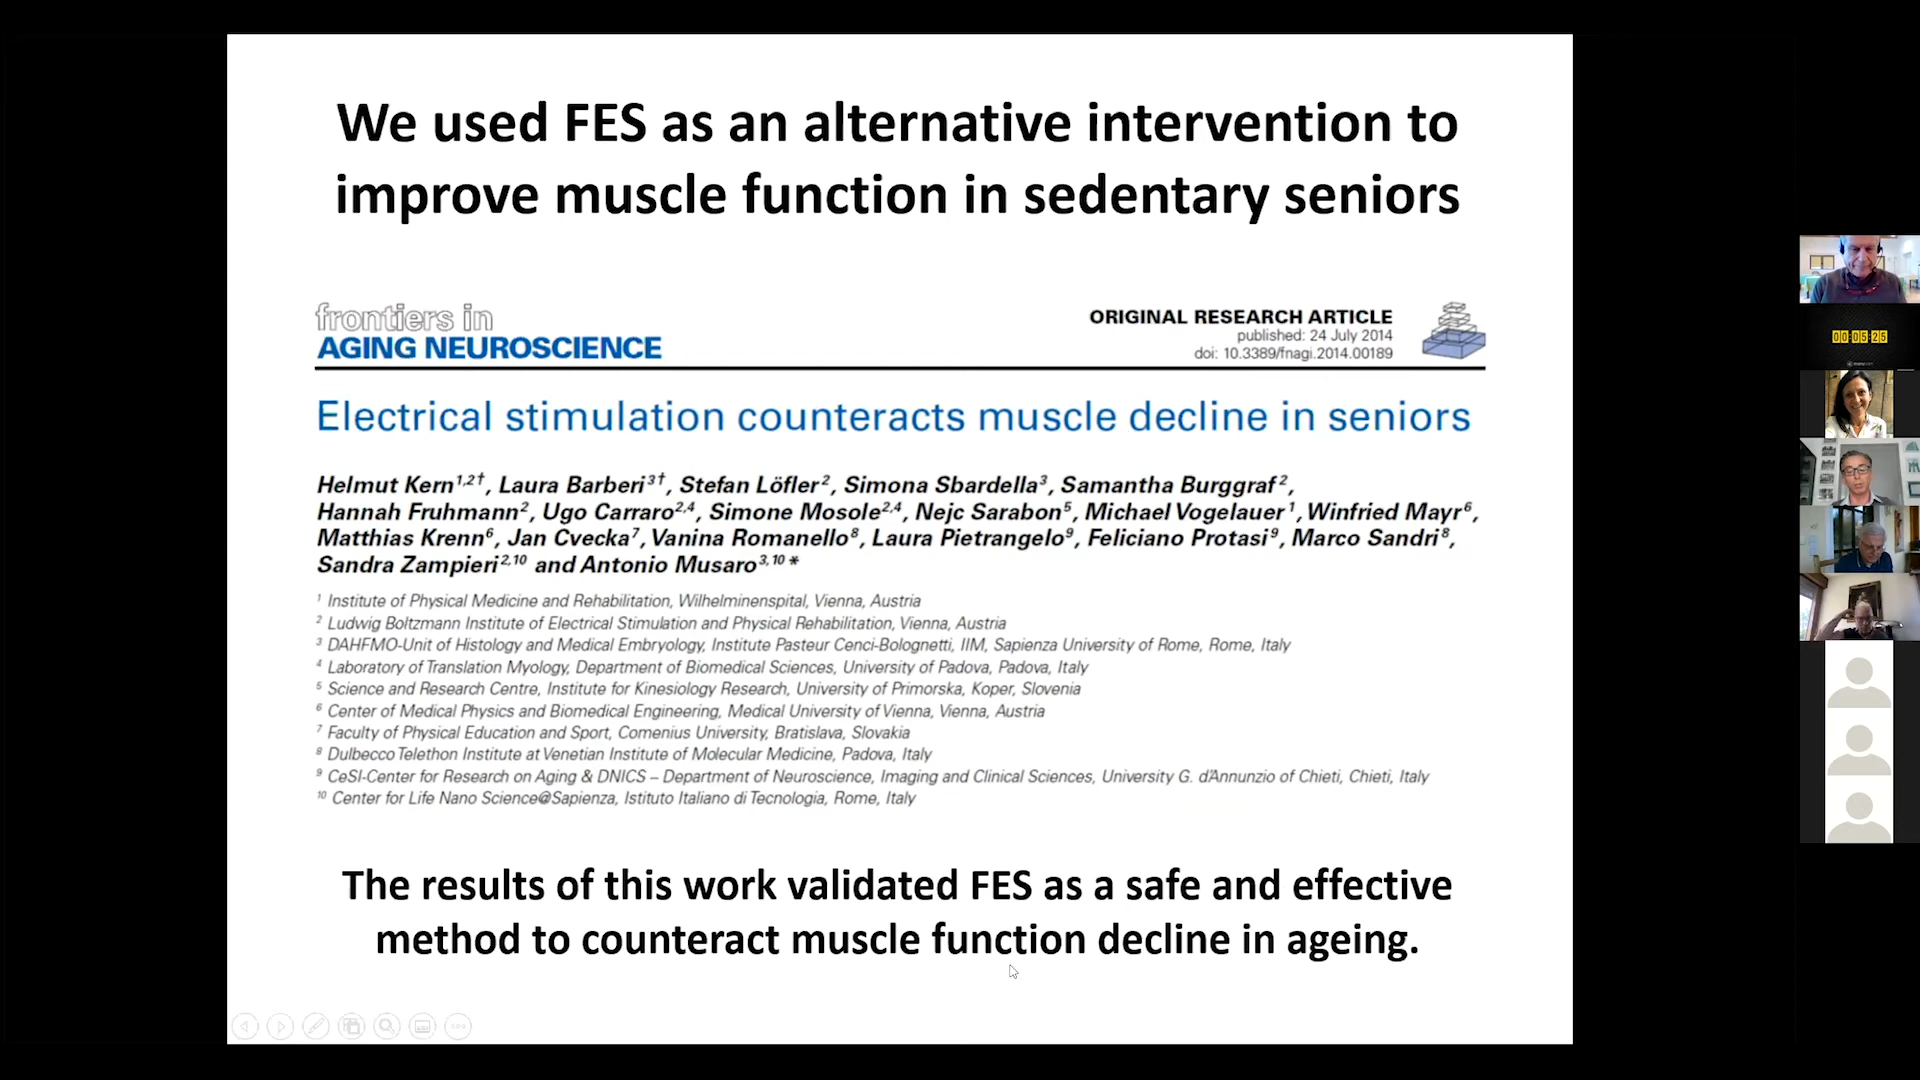 We used FES as an alternative intervention to
improve muscle function in sedentary seniors
frontiers in
AGING NEUROSCIENCE
ORIGINAL RESEARCH ARTICLE
published: 24 July 2014
doi: 10.3389/fnagi.2014.00189
Electrical stimulation counteracts muscle decline in seniors
Helmut Kern1,2†, Laura Barberi3†, Stefan Löfler2, Simona Sbardella3, Samantha Burggraf2,
Hannah Fruhmann2, Ugo Carraro2,4, Simone Mosole2,4, Nejc Sarabon5, Michael Vogelauer1, Winfried Mayr6,
Matthias Krenn6, Jan Cvecka7, Vanina Romanello8, Laura Pietrangelo9, Feliciano Protasi9, Marco Sandri8,
Sandra Zampieri2,10 and Antonio Musaro3,10*
1 Institute of Physical Medicine and Rehabilitation, Wilhelminenspital, Vienna, Austria
2 Ludwig Boltzmann Institute of Electrical Stimulation and Physical Rehabilitation, Vienna, Austria
3 DAHFMO-Unit of Histology and Medical Embryology, Institute Pasteur Cenci-Bolognetti, IIM, Sapienza University of Rome, Rome, Italy
4 Laboratory of Translation Myology, Department of Biomedical Sciences, University of Padova, Padova, Italy
5 Science and Research Centre, Institute for Kinesiology Research, University of Primorska, Koper, Slovenia
6 Center of Medical Physics and Biomedical Engineering, Medical University of Vienna, Vienna, Austria
7 Faculty of Physical Education and Sport, Comenius University, Bratislava, Slovakia
8 Dulbecco Telethon Institute at Venetian Institute of Molecular Medicine, Padova, Italy
9 CeSI-Center for Research on Aging & DNICS – Department of Neuroscience, Imaging and Clinical Sciences, University G. d'Annunzio of Chieti, Chieti, Italy
10 Center for Life Nano Science@Sapienza, Istituto Italiano di Tecnologia, Rome, Italy
The results of this work validated FES as a safe and effective
method to counteract muscle function decline in ageing.
00:05:25